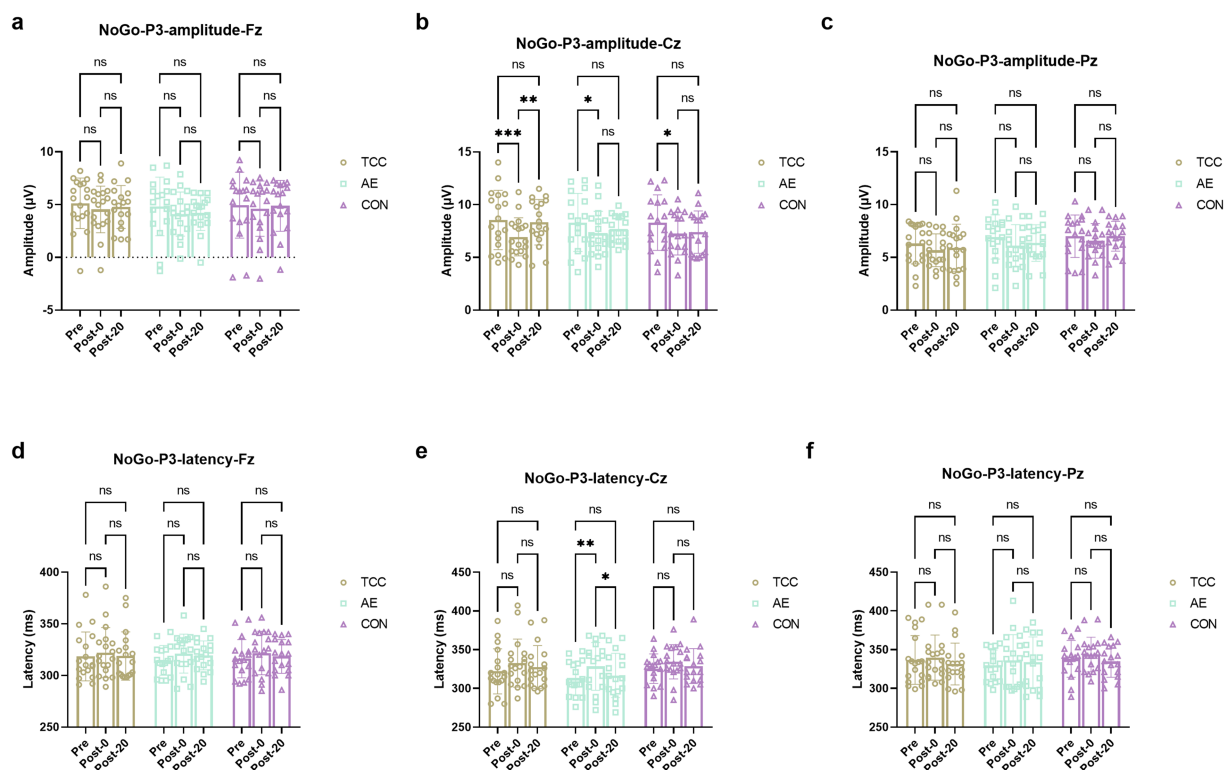 a
NoGo-P3-amplitude-Fz
ns
ns
ns
ns
ns
ns
ns
ns
ns
Amplitude (µV)
10
5
0
-5
Pre
Post-0
Post-20
Pre
Post-0
Post-20
Pre
Post-0
Post-20
TCC
AE
CON
b
NoGo-P3-amplitude-Cz
ns
ns
ns
**
*
ns
***
ns
*
Amplitude (µV)
15
10
5
0
Pre
Post-0
Post-20
Pre
Post-0
Post-20
Pre
Post-0
Post-20
TCC
AE
CON
c
NoGo-P3-amplitude-Pz
ns
ns
ns
ns
ns
ns
ns
ns
ns
Amplitude (µV)
15
10
5
0
Pre
Post-0
Post-20
Pre
Post-0
Post-20
Pre
Post-0
Post-20
TCC
AE
CON
d
NoGo-P3-latency-Fz
ns
ns
ns
ns
ns
ns
ns
ns
ns
Latency (ms)
400
350
300
250
Pre
Post-0
Post-20
Pre
Post-0
Post-20
Pre
Post-0
Post-20
TCC
AE
CON
e
NoGo-P3-latency-Cz
ns
ns
ns
ns
**
ns
ns
*
ns
Latency (ms)
450
400
350
300
250
Pre
Post-0
Post-20
Pre
Post-0
Post-20
Pre
Post-0
Post-20
TCC
AE
CON
f
NoGo-P3-latency-Pz
ns
ns
ns
ns
ns
ns
ns
ns
ns
Latency (ms)
450
400
350
300
250
Pre
Post-0
Post-20
Pre
Post-0
Post-20
Pre
Post-0
Post-20
TCC
AE
CON